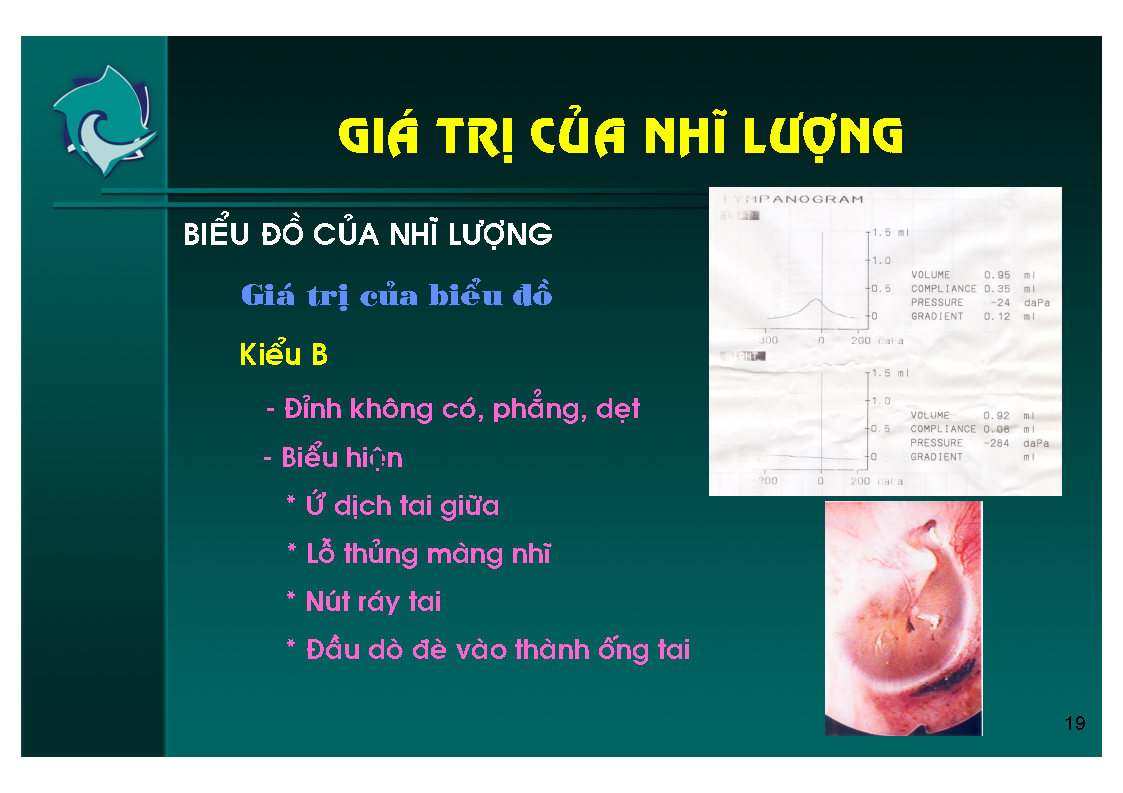 GIÁ TRỊ CỦA NHĨ LƯỢNG
BIỂU ĐỒ CỦA NHĨ LƯỢNG
Giá trị của biểu đồ
Kiểu B
- Đỉnh không có, phẳng, dẹt
- Biểu hiện
* Ứ dịch tai giữa
* Lỗ thủng màng nhĩ
* Nút ráy tai
* Đầu dò đè vào thành ống tai
TYMPANOGRAM
1.5 ml
1.0
0.5
0
VOLUME 0.95 ml
COMPLIANCE 0.35 ml
PRESSURE -24 daPa
GRADIENT 0.12 ml
-300 0 200 daPa
1.5 ml
1.0
0.5
0
VOLUME 0.92 ml
COMPLIANCE 0.08 ml
PRESSURE -284 daPa
GRADIENT ml
-300 0 200 daPa
19